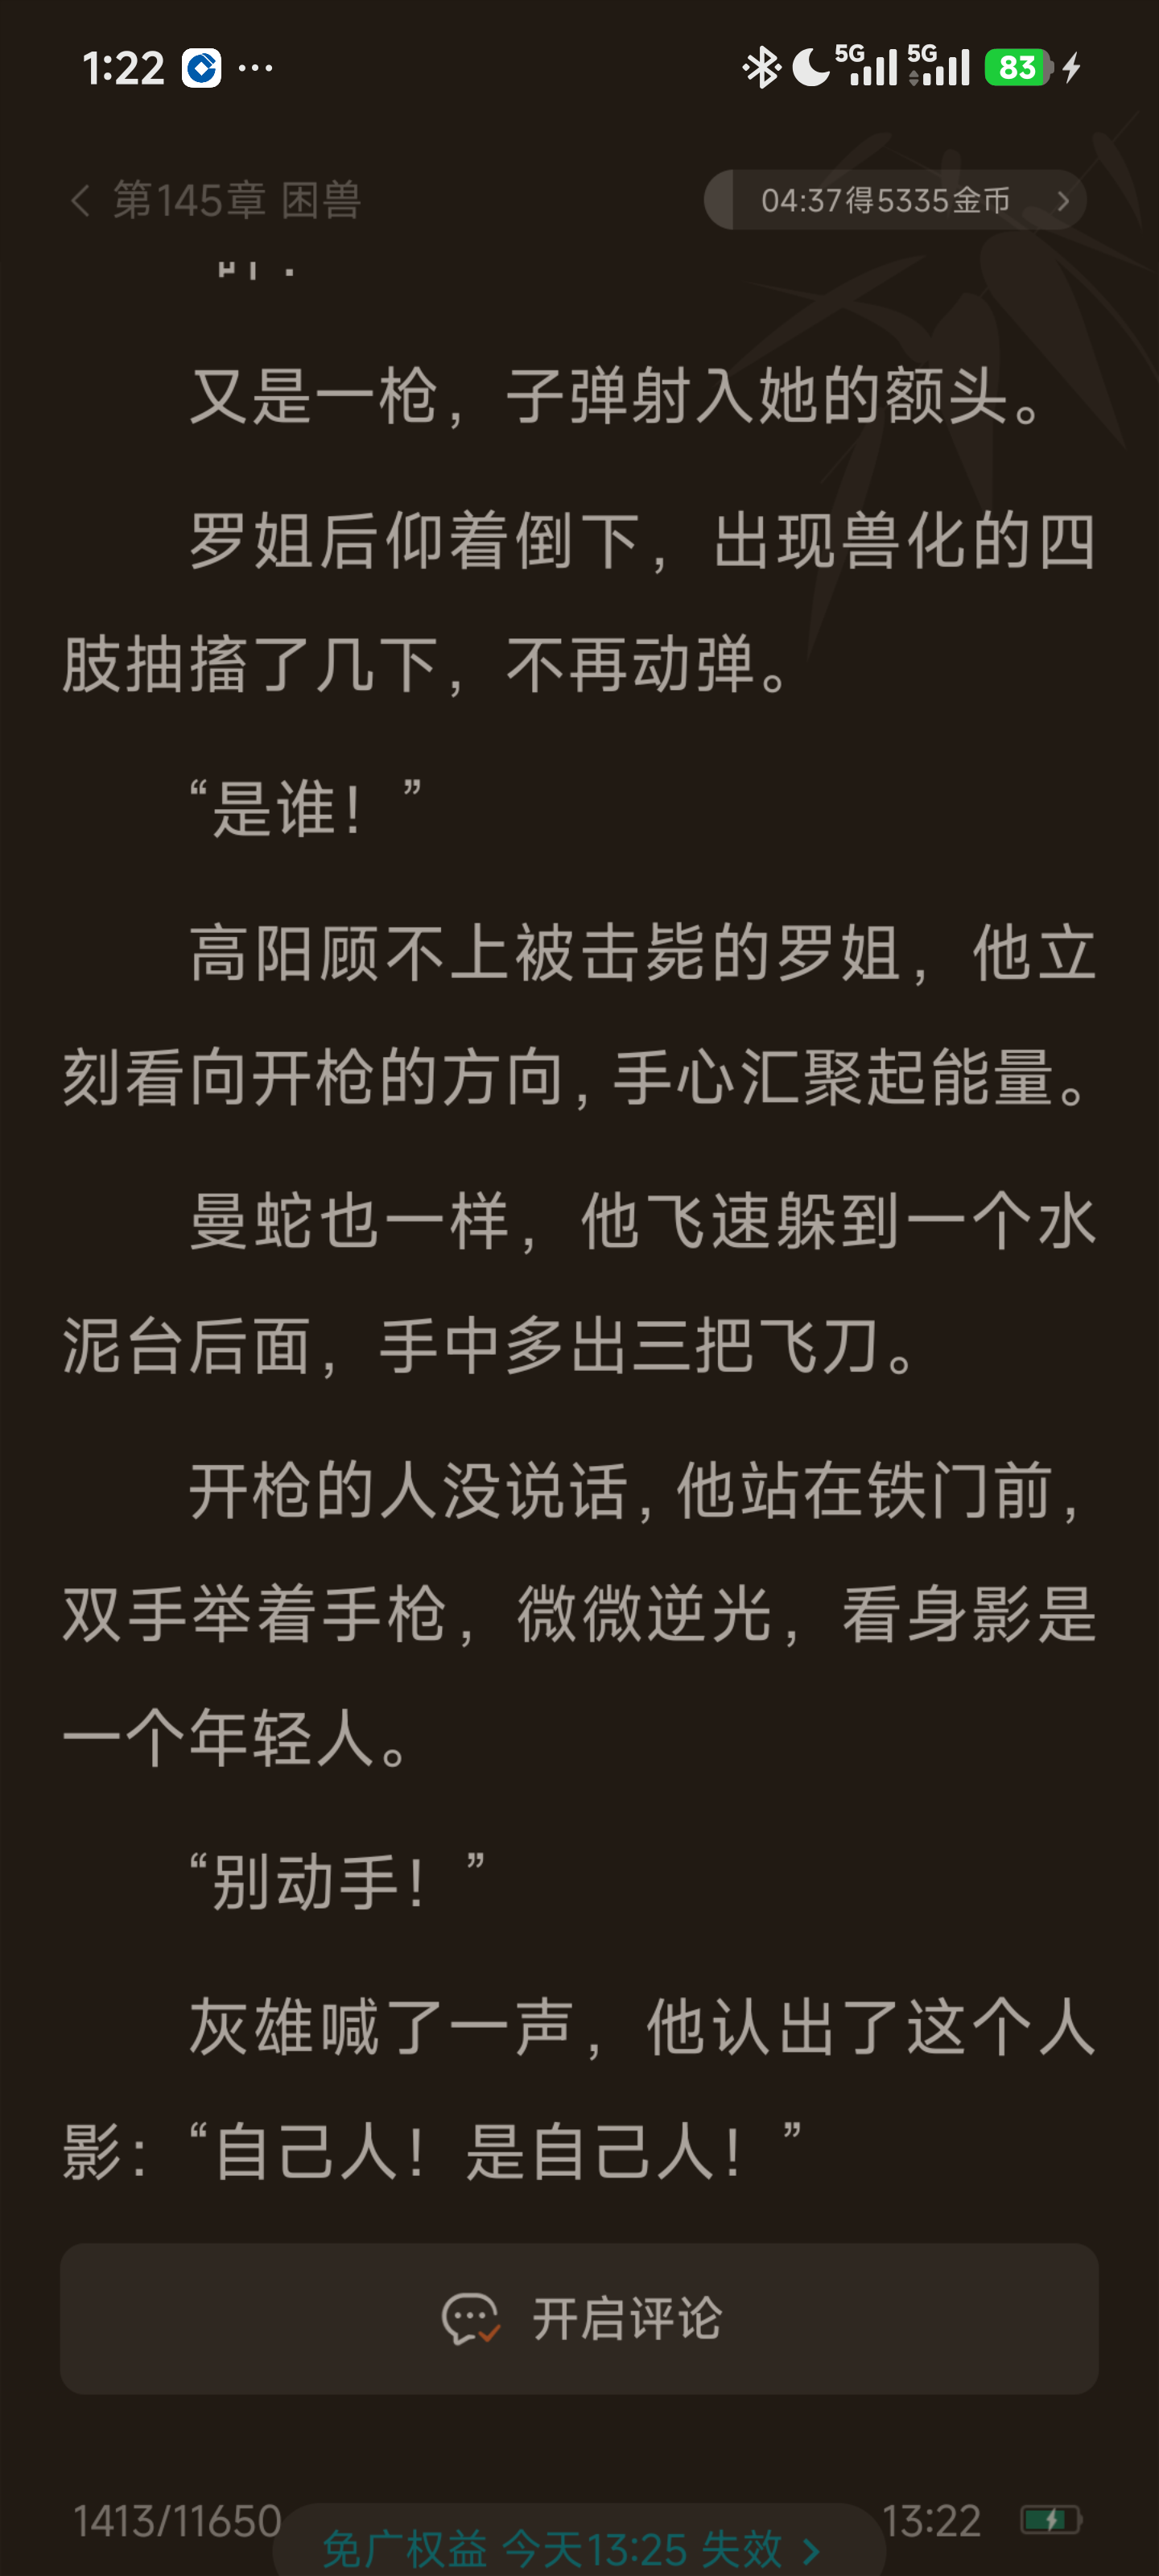 1:22 ... 5G 5G 83
第145章 困兽 04:37得5335金币
又是一枪，子弹射入她的额头。
罗姐后仰着倒下，出现兽化的四
肢抽搐了几下，不再动弹。
“是谁！”
高阳顾不上被击毙的罗姐，他立
刻看向开枪的方向，手心汇聚起能量。
曼蛇也一样，他飞速躲到一个水
泥台后面，手中多出三把飞刀。
开枪的人没说话，他站在铁门前，
双手举着手枪，微微逆光，看身影是
一个年轻人。
“别动手！”
灰雄喊了一声，他认出了这个人
影：“自己人！是自己人！”
开启评论
1413/11650 13:22
免广权益 今天13:25 失效